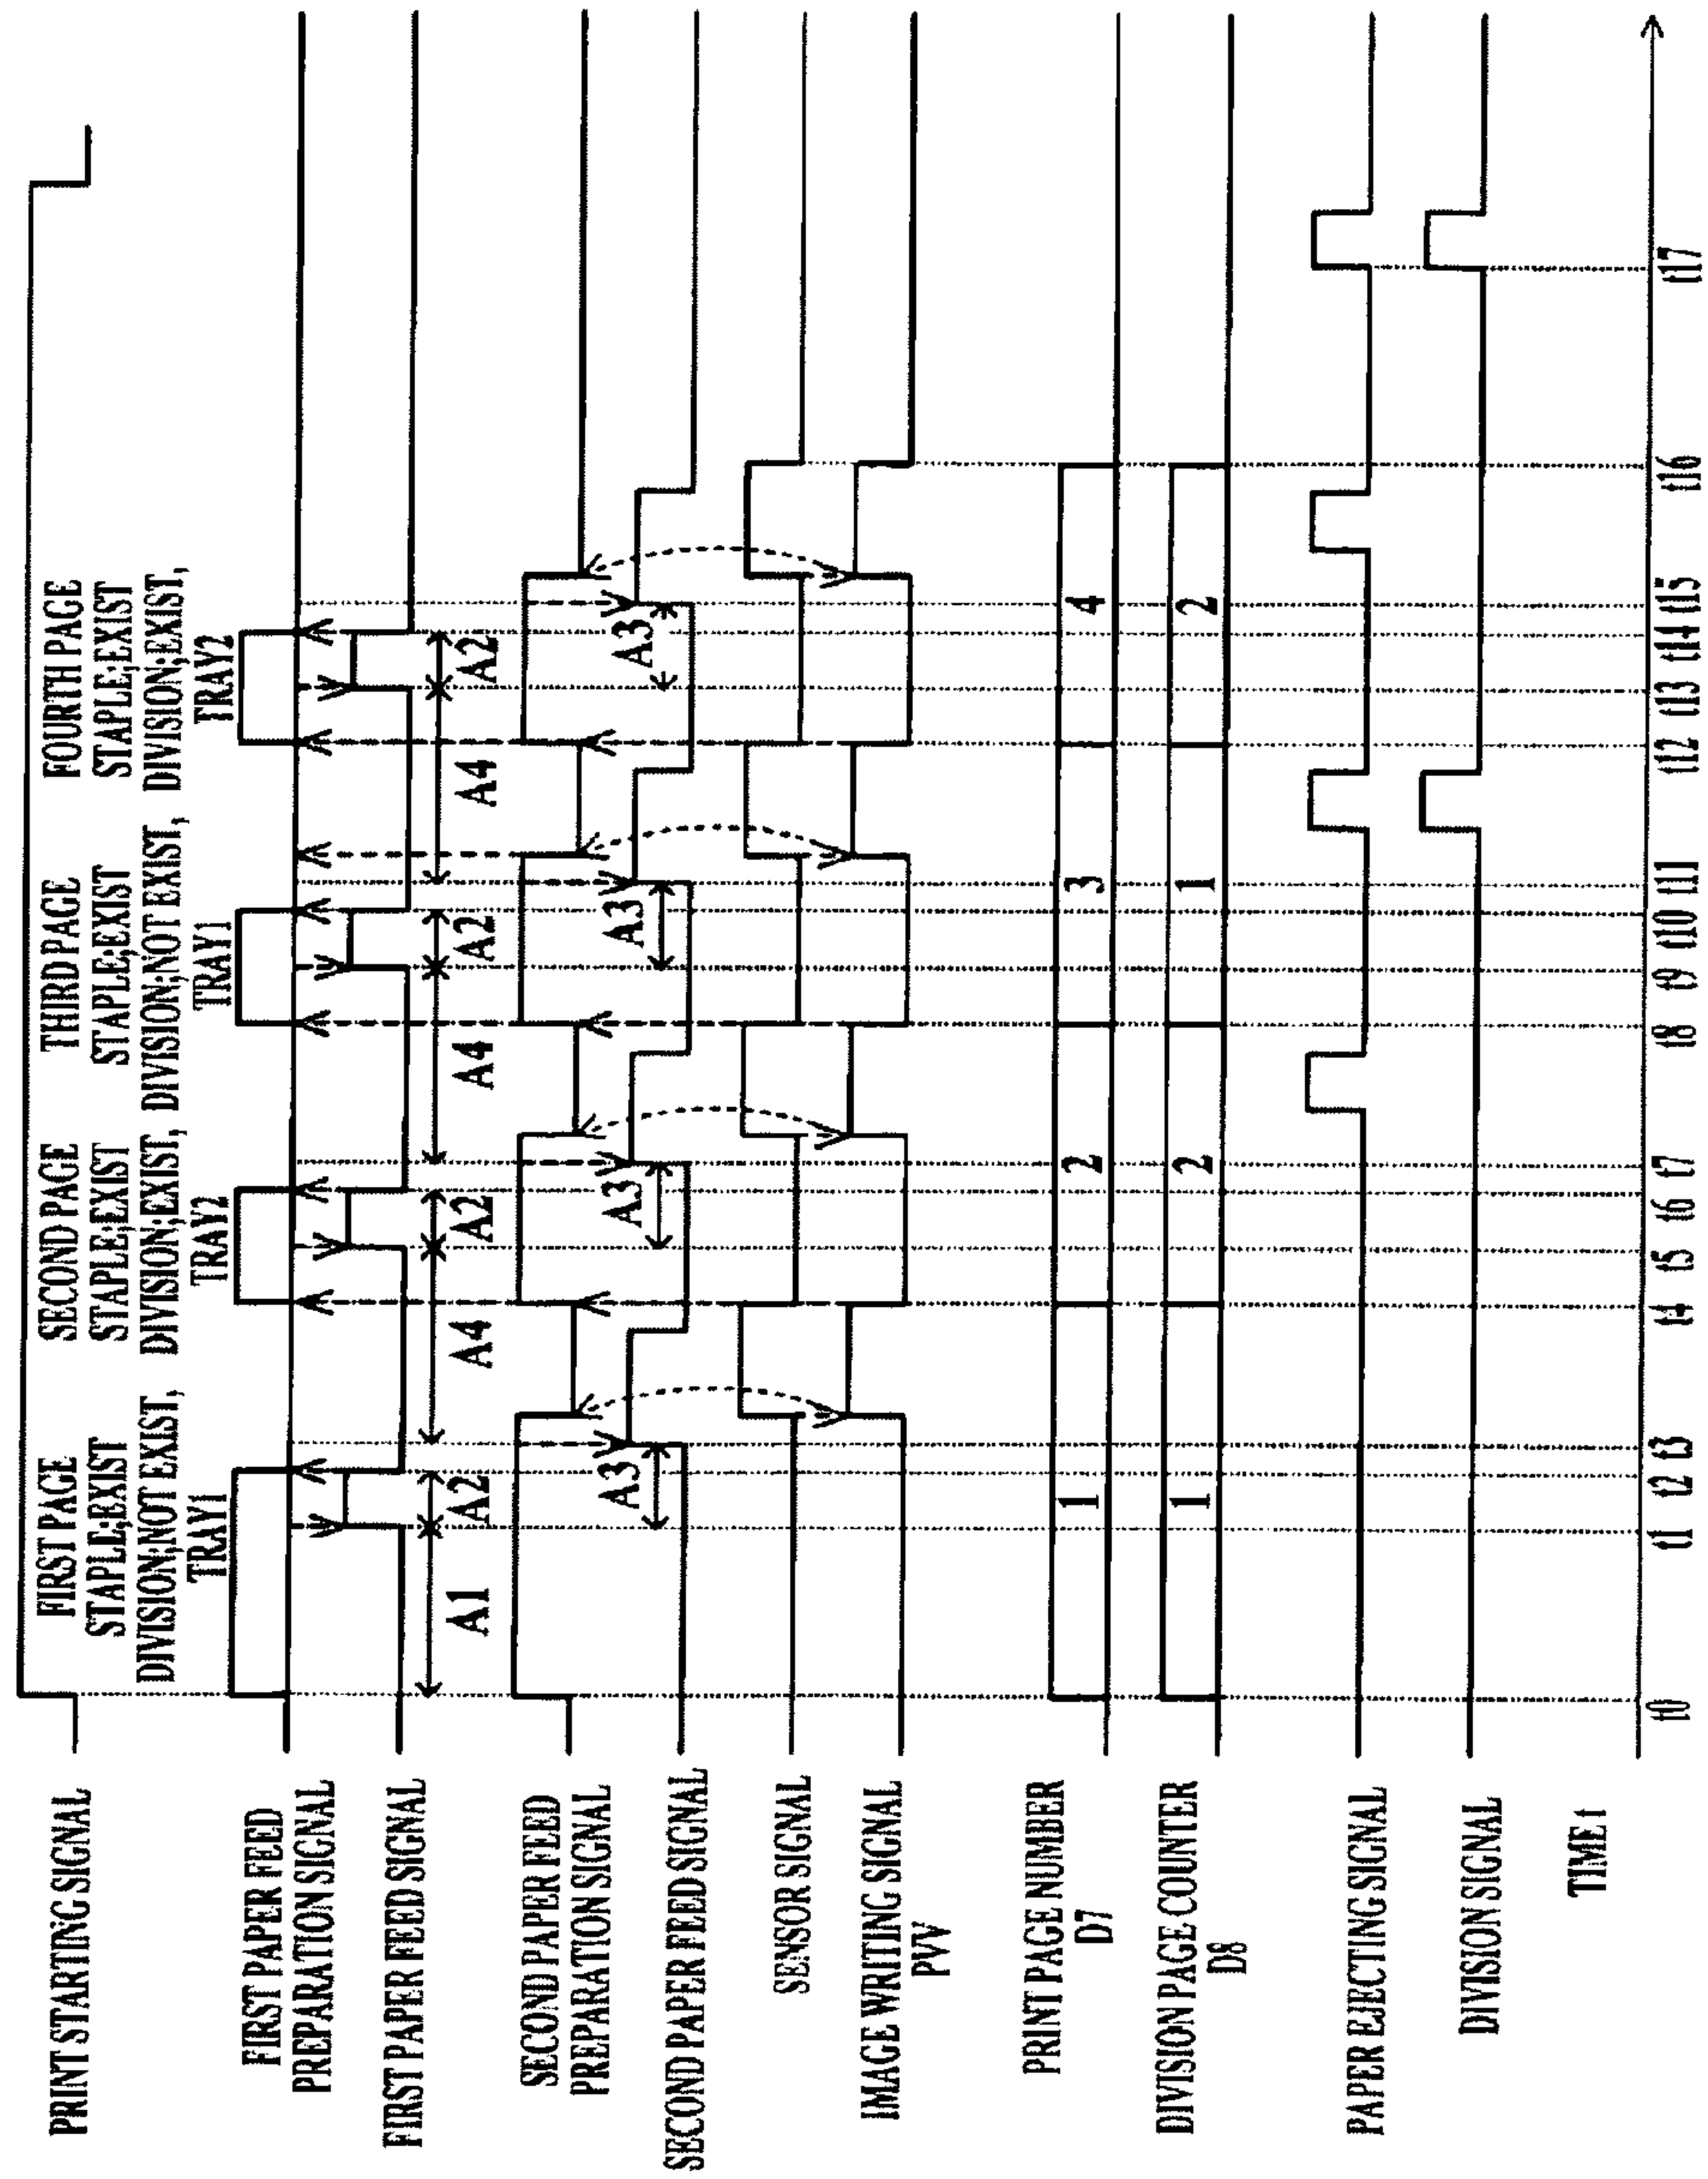 PRINT STARTING SIGNAL
FIRST PAGE
STAPLE;EXIST
DIVISION;NOT EXIST,
TRAY1
SECOND PAGE
STAPLE;EXIST
DIVISION;EXIST,
TRAY2
THIRD PAGE
STAPLE;EXIST
DIVISION;NOT EXIST,
TRAY1
FOURTH PAGE
STAPLE;EXIST
DIVISION;EXIST,
TRAY2
FIRST PAPER FEED
PREPARATION SIGNAL
FIRST PAPER FEED SIGNAL
A1 A2 A4 A2 A4 A2 A4 A2
SECOND PAPER FEED
PREPARATION SIGNAL
A3 A3 A3 A3
SECOND PAPER FEED SIGNAL
SENSOR SIGNAL
IMAGE WRITING SIGNAL
PVV
PRINT PAGE NUMBER
D7
1 2 3 4
DIVISION PAGE COUNTER
D8
1 2 1 2
PAPER EJECTING SIGNAL
DIVISION SIGNAL
TIME t
t0 t1 t2 t3 t4 t5 t6 t7 t8 t9 t10 t11 t12 t13 t14 t15 t16 t17